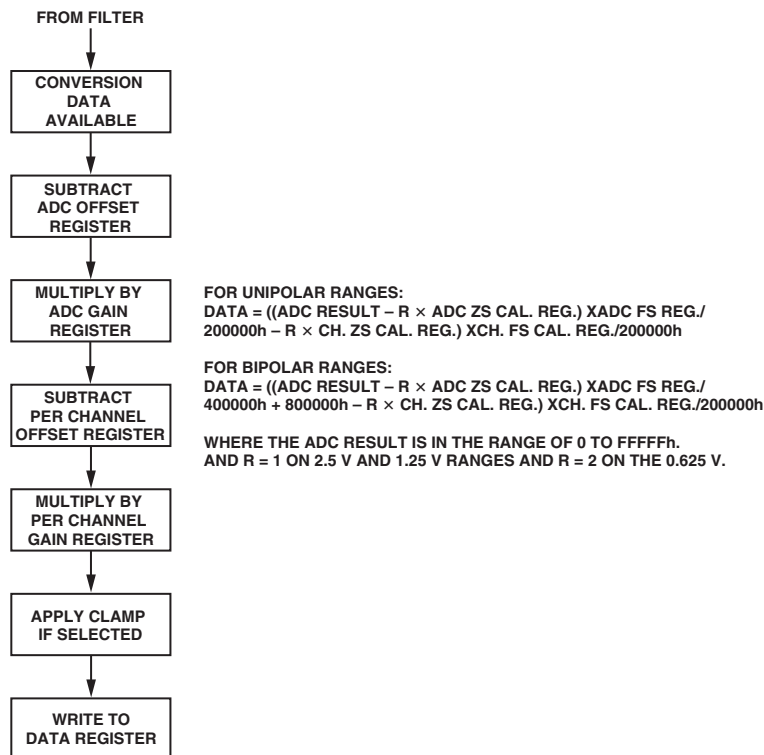 FROM FILTER
CONVERSION
DATA
AVAILABLE
SUBTRACT
ADC OFFSET
REGISTER
MULTIPLY BY
ADC GAIN
REGISTER
FOR UNIPOLAR RANGES:
DATA = ((ADC RESULT – R × ADC ZS CAL. REG.) XADC FS REG./
200000h – R × CH. ZS CAL. REG.) XCH. FS CAL. REG./200000h
FOR BIPOLAR RANGES:
DATA = ((ADC RESULT – R × ADC ZS CAL. REG.) XADC FS REG./
400000h + 800000h – R × CH. ZS CAL. REG.) XCH. FS CAL. REG./200000h
WHERE THE ADC RESULT IS IN THE RANGE OF 0 TO FFFFFh.
AND R = 1 ON 2.5 V AND 1.25 V RANGES AND R = 2 ON THE 0.625 V.
SUBTRACT
PER CHANNEL
OFFSET REGISTER
MULTIPLY BY
PER CHANNEL
GAIN REGISTER
APPLY CLAMP
IF SELECTED
WRITE TO
DATA REGISTER